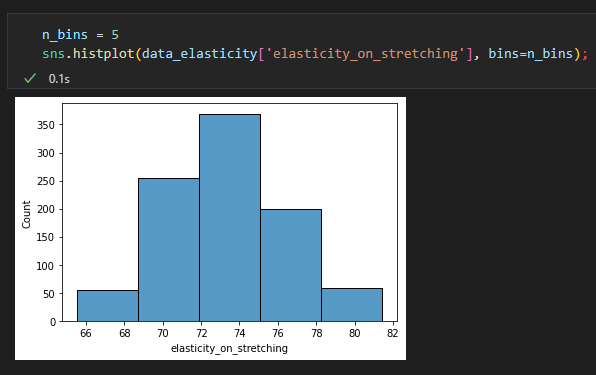 n_bins = 5
sns.histplot(data_elasticity['elasticity_on_stretching'], bins=n_bins);
0.1s
350
300
250
200
150
100
50
0
Count
66 68 70 72 74 76 78 80 82
elasticity_on_stretching